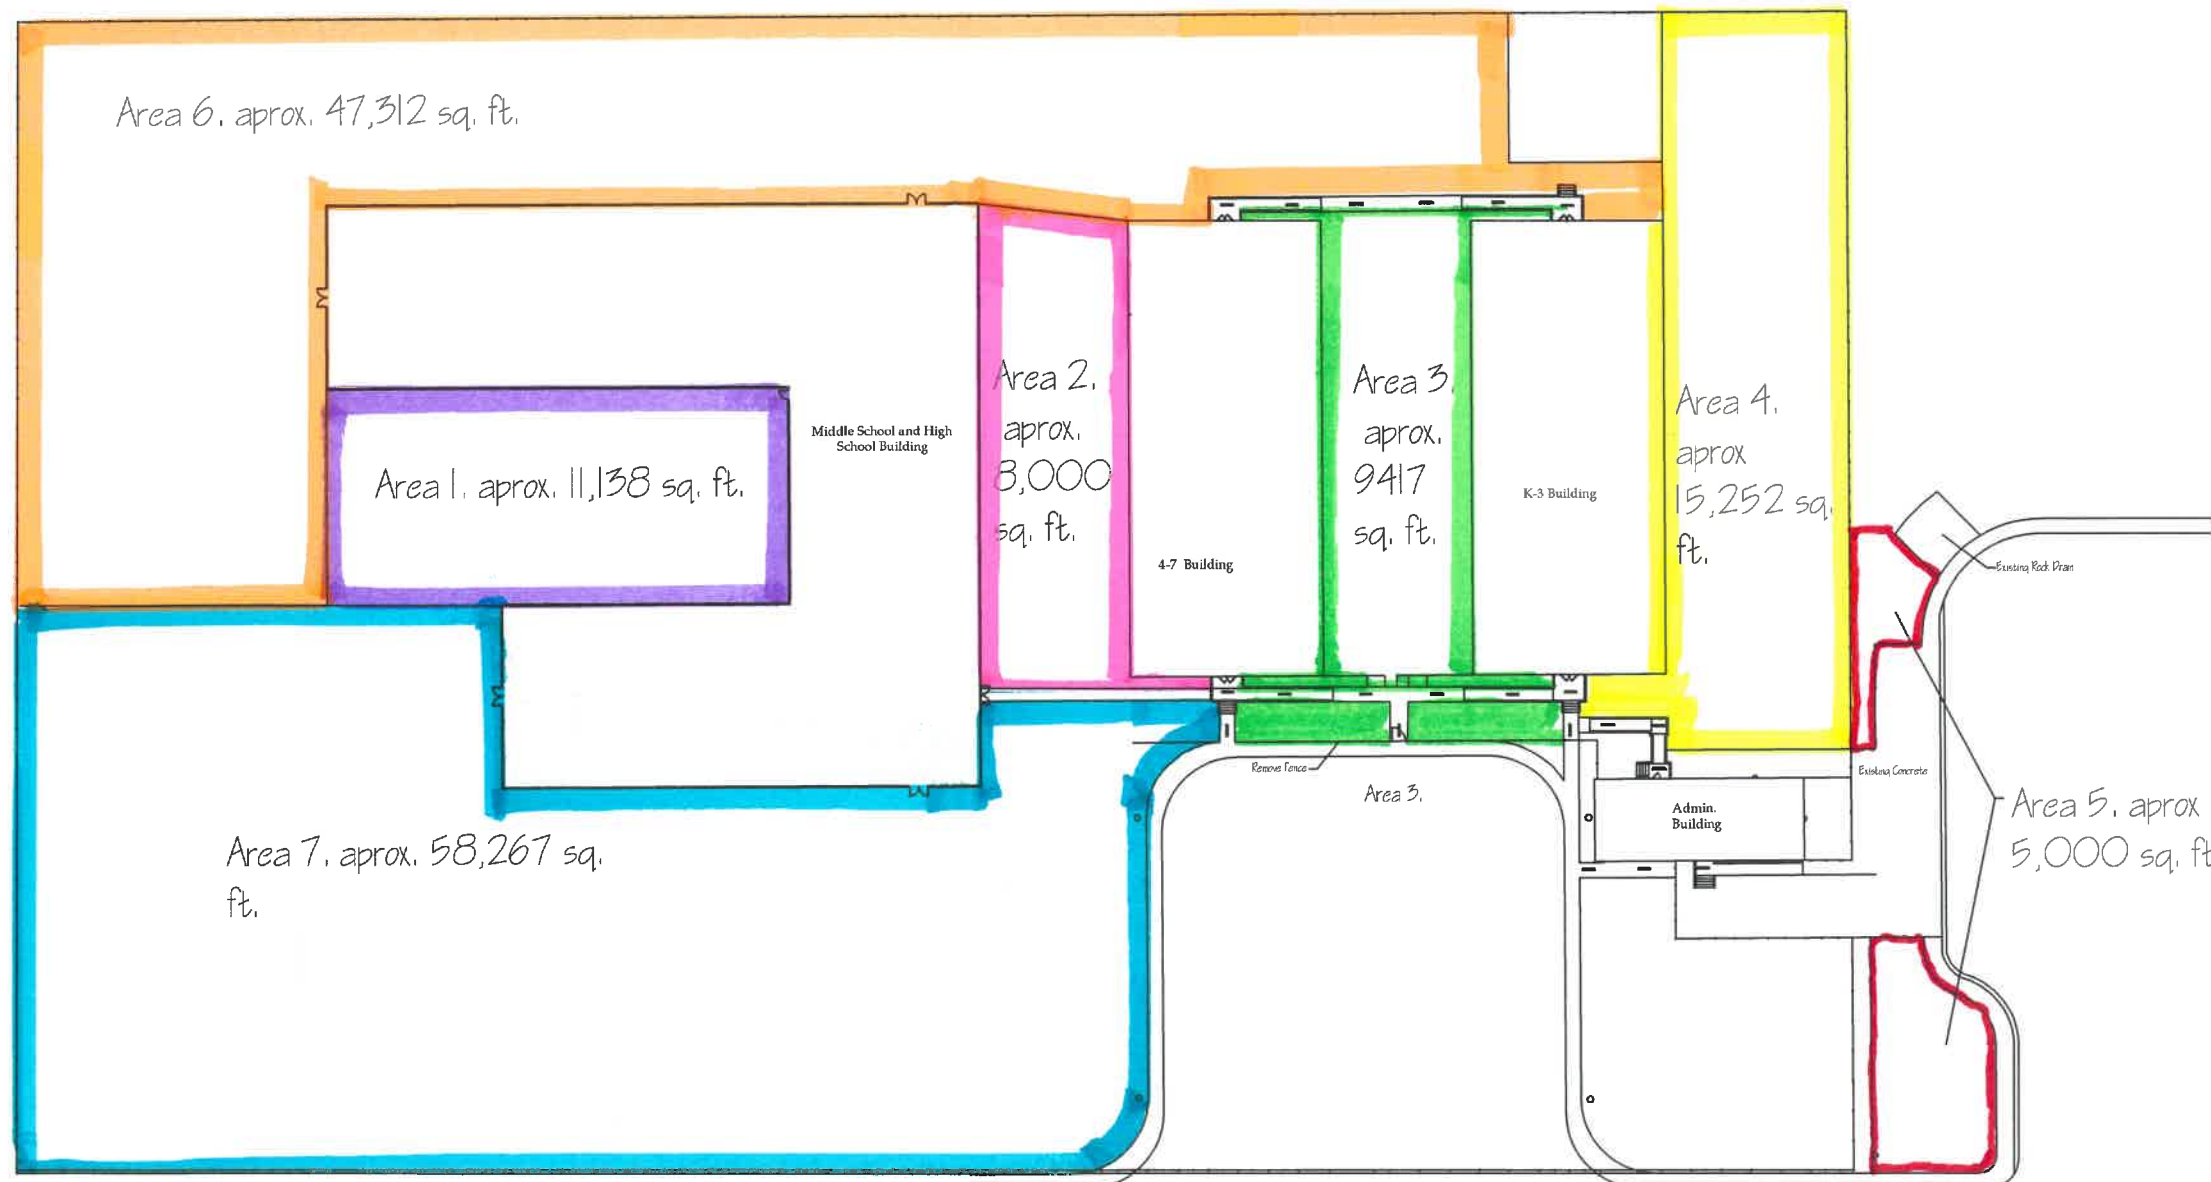 Area 6. aprox. 47,312 sq. ft.
Area 1. aprox. 11,138 sq. ft.
Middle School and High
School Building
Area 2.
aprox.
8,000
sq. ft.
4-7 Building
Area 3.
aprox.
9417
sq. ft.
K-3 Building
Area 4.
aprox
15,252 sq.
ft.
Existing Rock Drain
Remove Fence
Area 3.
Existing Concrete
Admin.
Building
Area 5. aprox
5,000 sq. ft
Area 7. aprox. 58,267 sq.
ft.